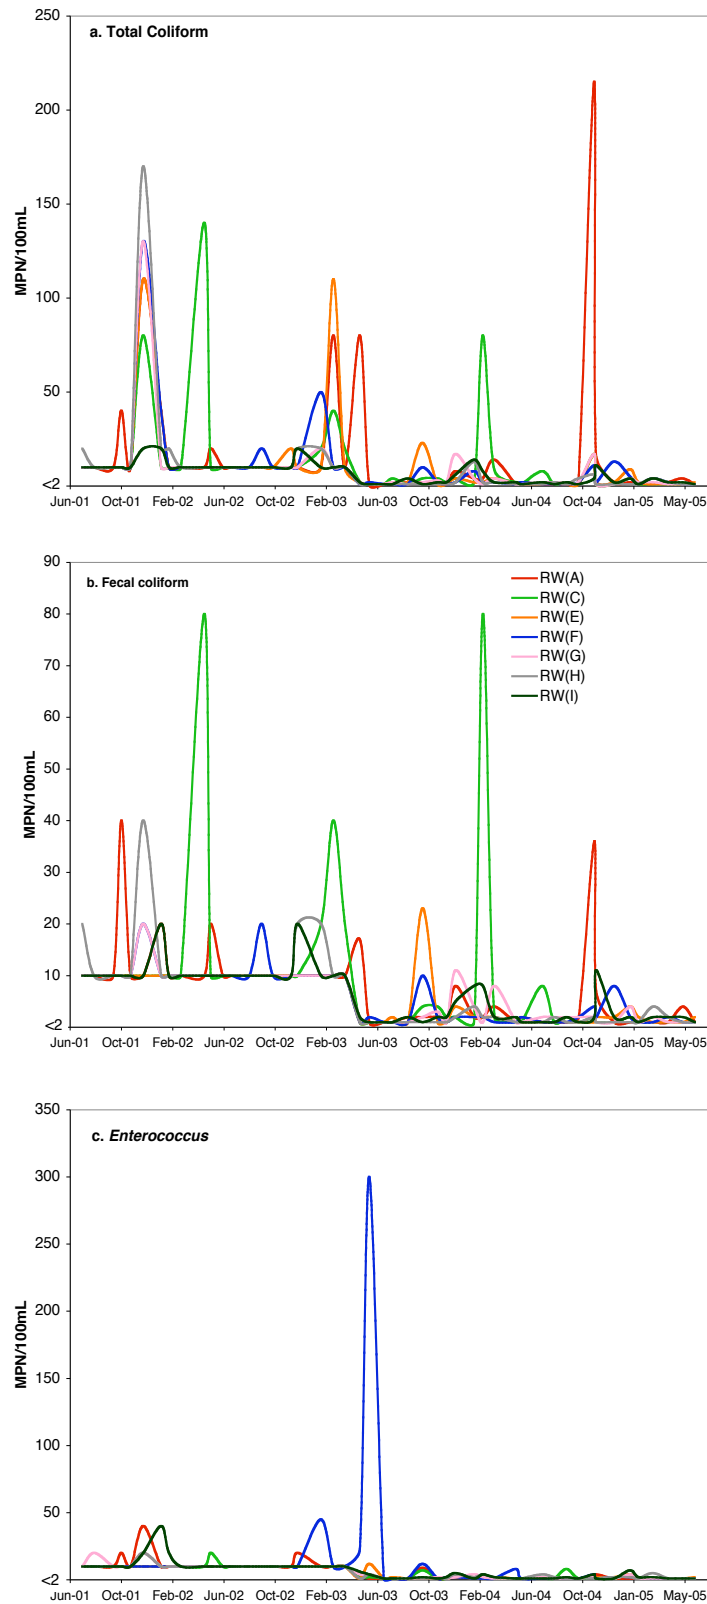 a. Total Coliform
MPN/100mL
250
200
150
100
50
<2
Jun-01 Oct-01 Feb-02 Jun-02 Oct-02 Feb-03 Jun-03 Oct-03 Feb-04 Jun-04 Oct-04 Jan-05 May-05
b. Fecal coliform
MPN/100mL
90
80
70
60
50
40
30
20
10
<2
RW(A)
RW(C)
RW(E)
RW(F)
RW(G)
RW(H)
RW(I)
Jun-01 Oct-01 Feb-02 Jun-02 Oct-02 Feb-03 Jun-03 Oct-03 Feb-04 Jun-04 Oct-04 Jan-05 May-05
c. Enterococcus
MPN/100mL
350
300
250
200
150
100
50
<2
Jun-01 Oct-01 Feb-02 Jun-02 Oct-02 Feb-03 Jun-03 Oct-03 Feb-04 Jun-04 Oct-04 Jan-05 May-05